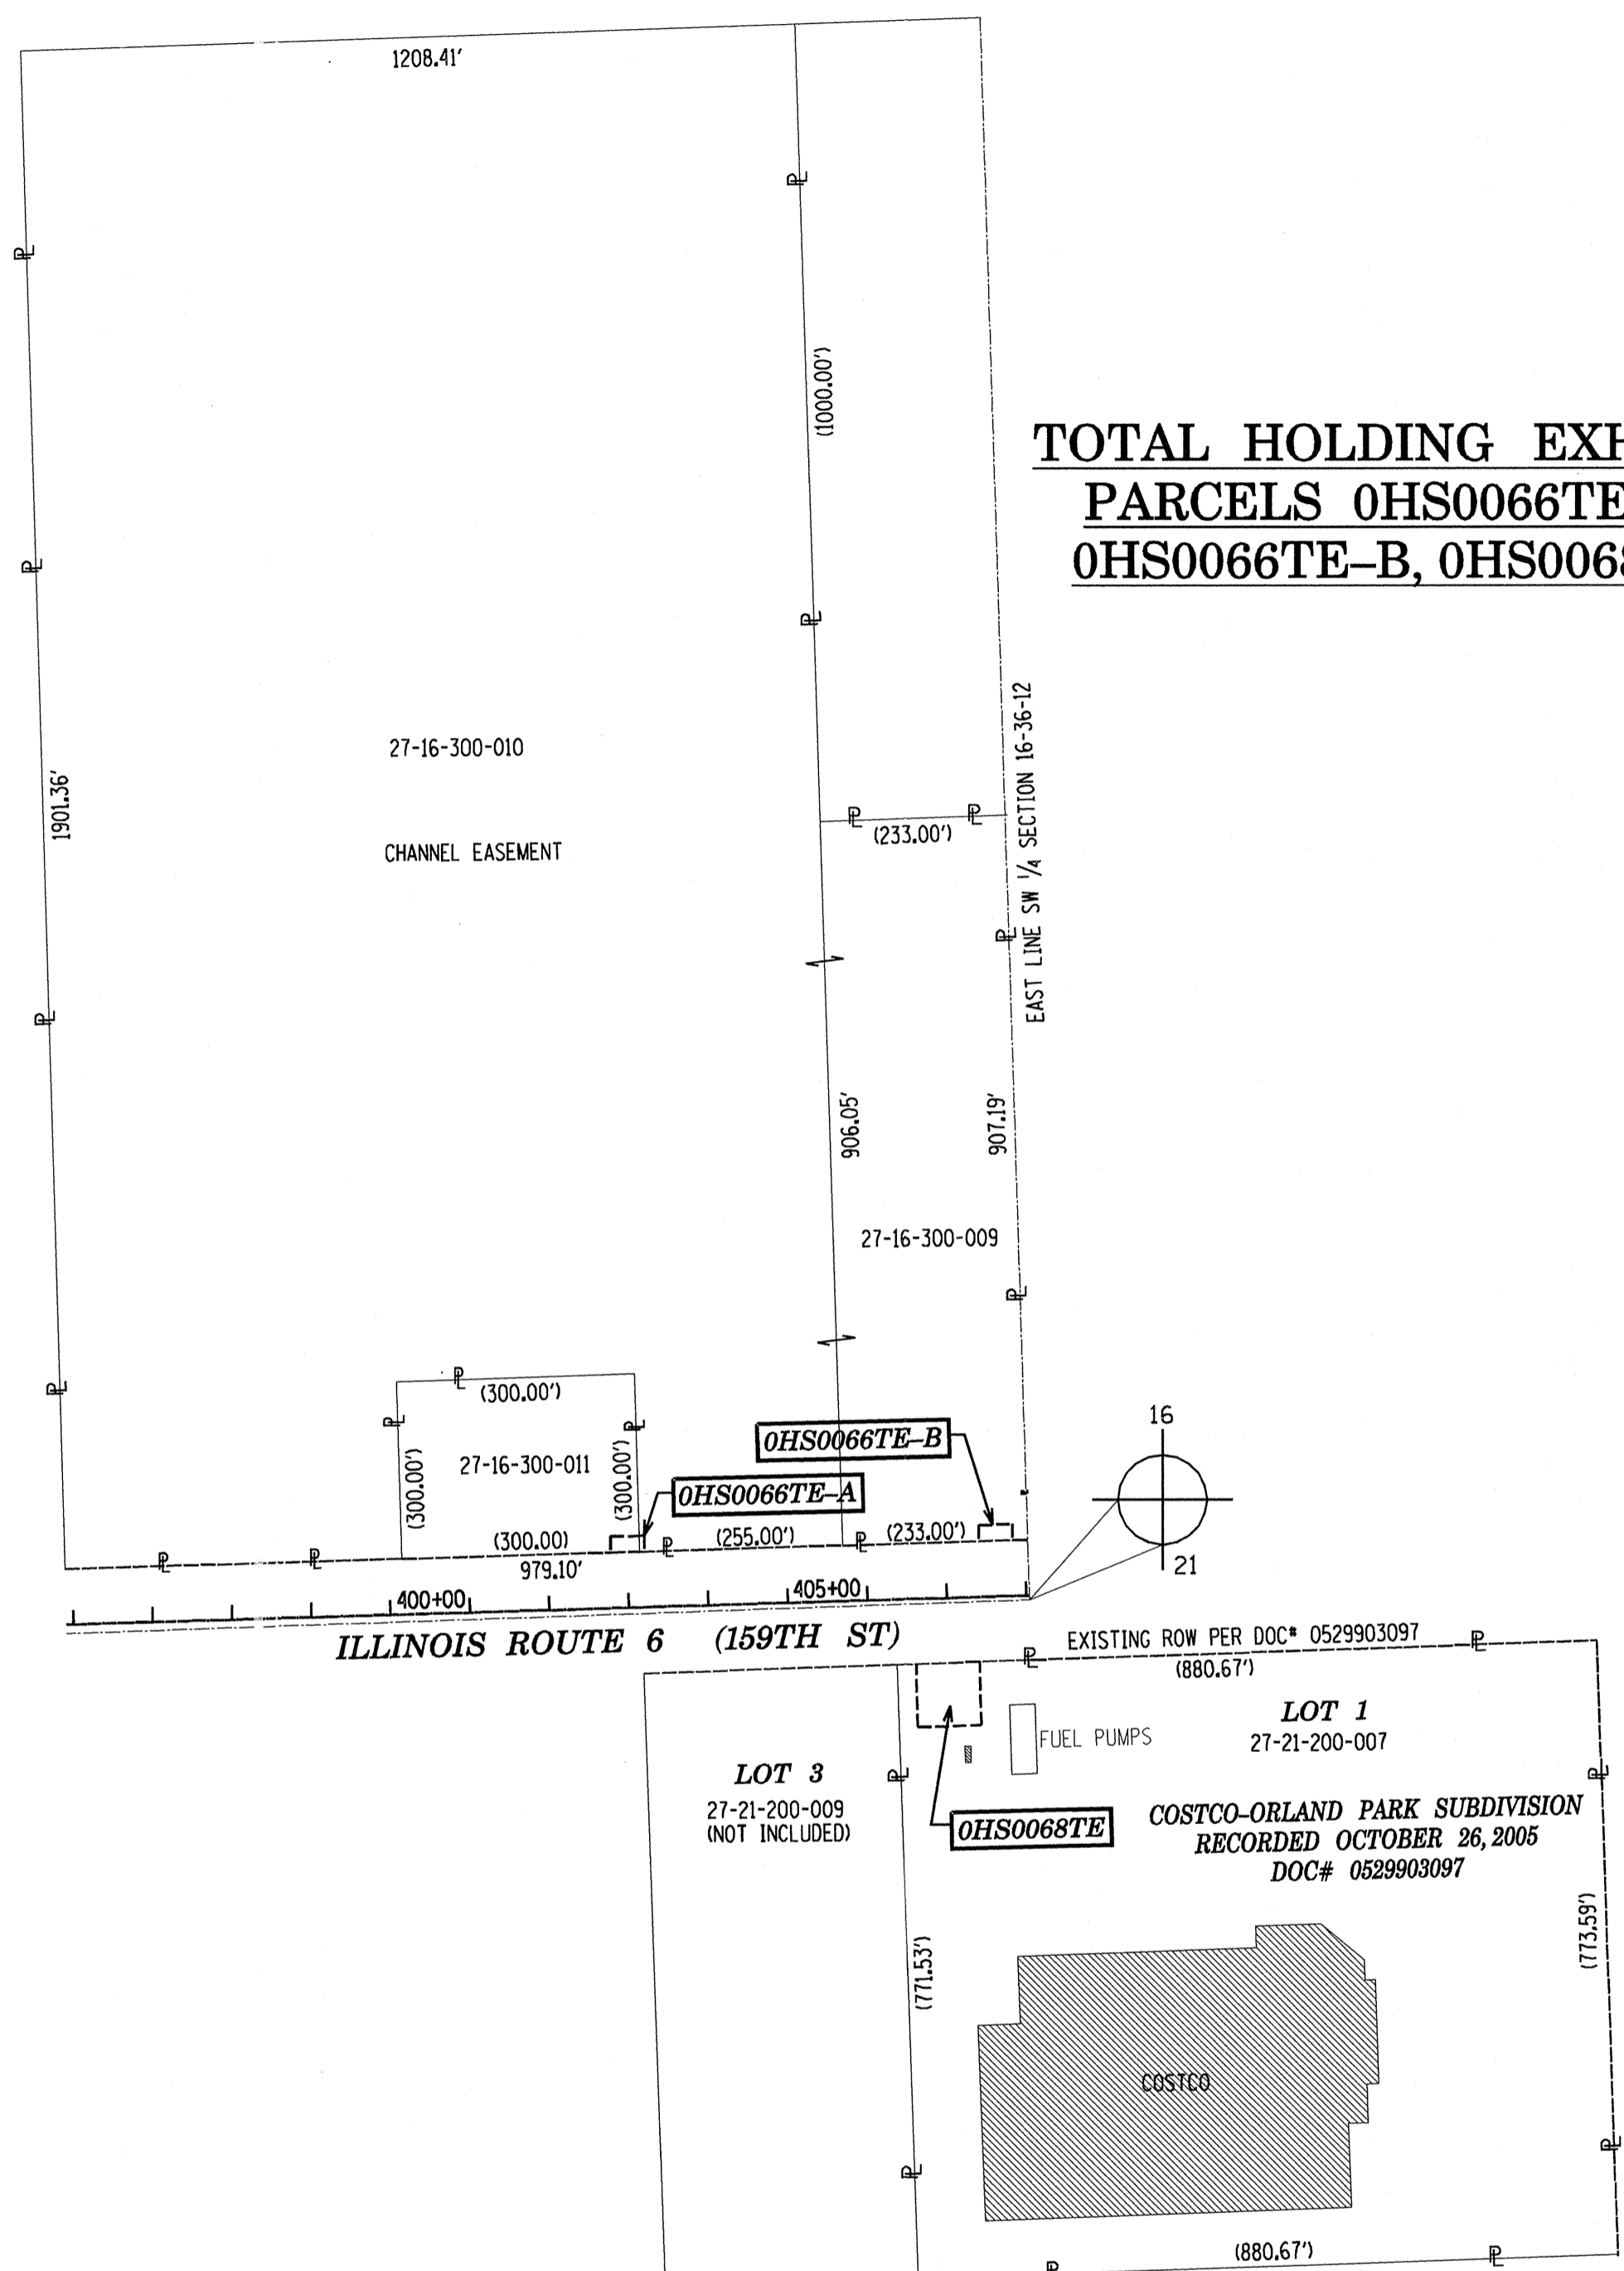 1208.41'
(1000.00')
TOTAL HOLDING
PARCELS 0HS0066TE
0HS0066TE–B,
27-16-300-010
1901.36'
CHANNEL EASEMENT
(233.00')
EAST LINE SW 1/4 SECTION 16-36-12
906.05'
907.19'
27-16-300-009
(300.00')
27-16-300-011
(300.00')
(300.00')
(300.00)
0HS0066TE–B
0HS0066TE–A
(255.00')
(233.00')
979.10'
16
21
400+00
405+00
ILLINOIS ROUTE 6 (159TH ST)
EXISTING ROW PER DOC# 0529903097
(880.67')
LOT 1
27-21-200-007
FUEL PUMPS
LOT 3
27-21-200-009
(NOT INCLUDED)
0HS0068TE
COSTCO–ORLAND PARK SUBDIVISION
RECORDED OCTOBER 26, 2005
DOC# 0529903097
(771.53')
(773.59')
COSTCO
(880.67')